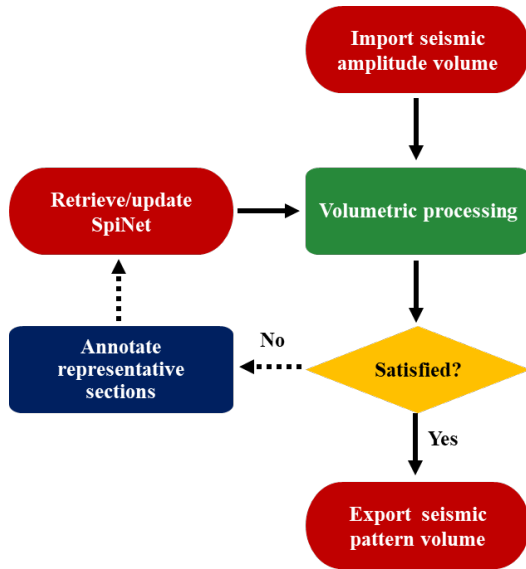 Import seismic
amplitude volume
Retrieve/update
SpiNet
Volumetric processing
No
Annotate
representative
sections
Satisfied?
Yes
Export seismic
pattern volume